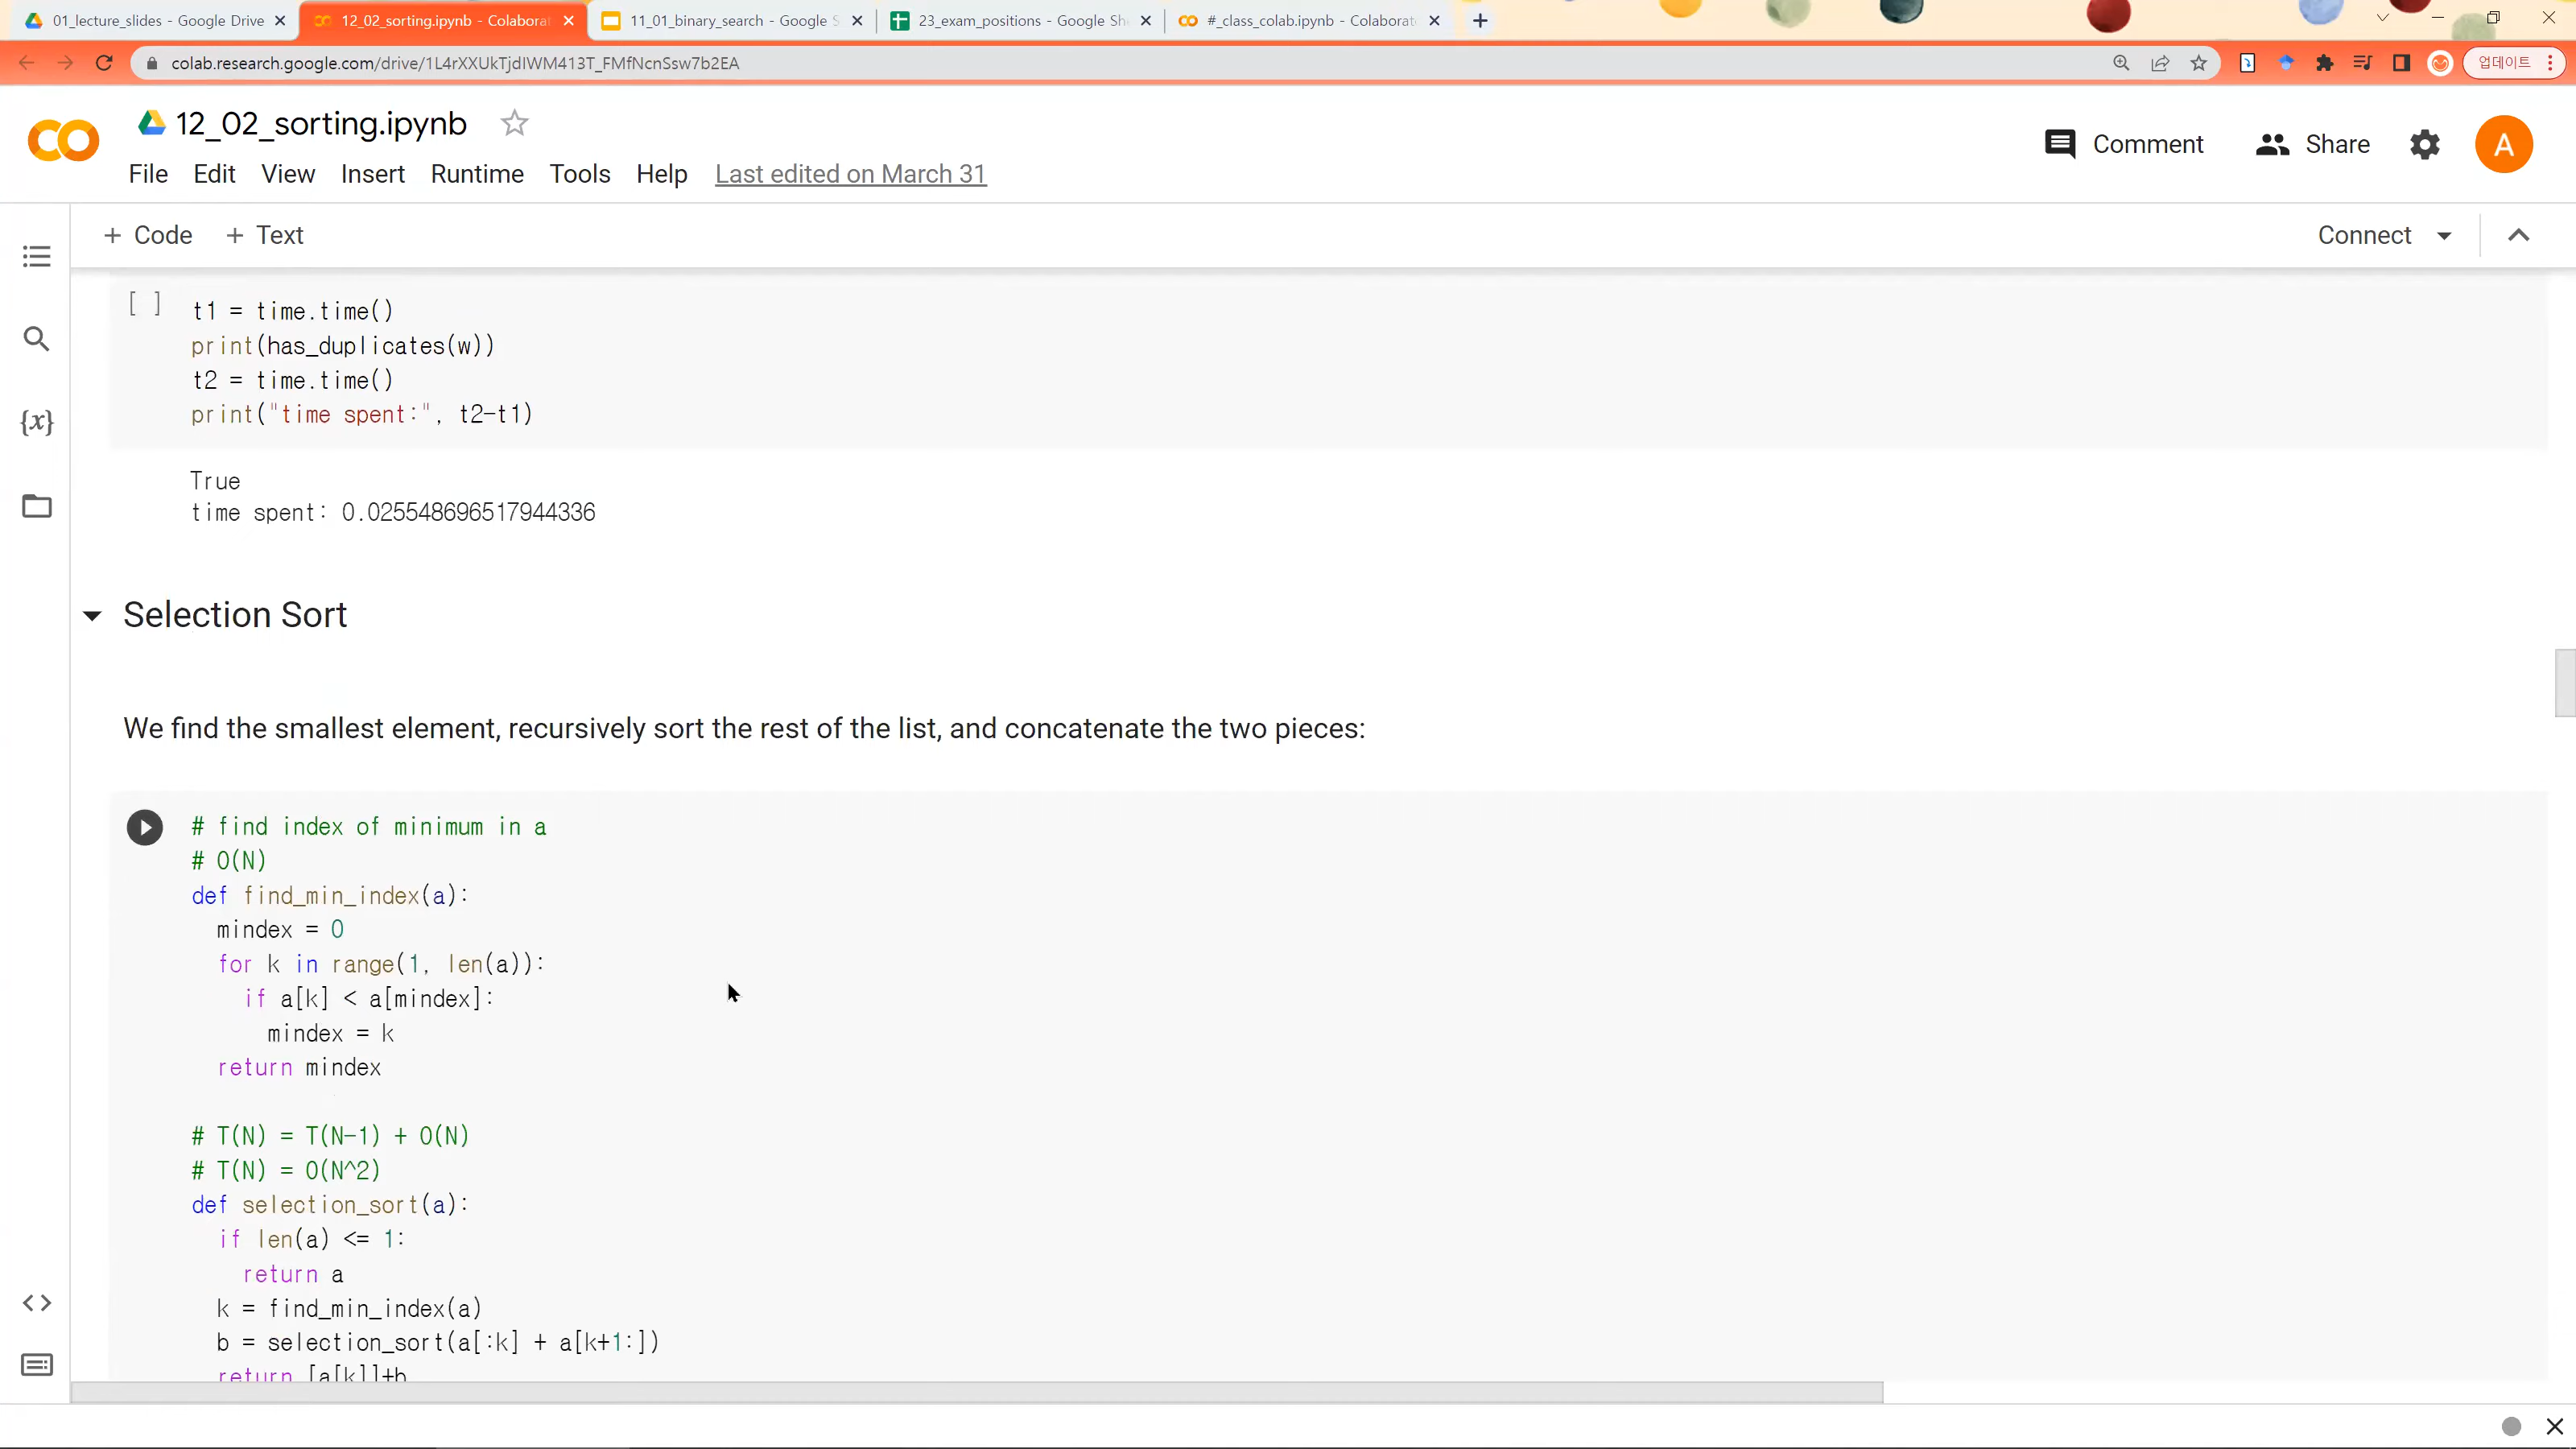 01_lecture_slides - Google Drive
12_02_sorting.ipynb - Colaborat
11_01_binary_search - Google S
23_exam_positions - Google She
#_class_colab.ipynb - Colaborat
colab.research.google.com/drive/1L4rXXUkTjdIWM413T_FMfNcnSsw7b2EA
업데이트
12_02_sorting.ipynb
Comment
Share
A
File Edit View Insert Runtime Tools Help Last edited on March 31
+ Code + Text
Connect
[ ] t1 = time.time()
print(has_duplicates(w))
t2 = time.time()
print("time spent:", t2-t1)
True
time spent: 0.025548696517944336
Selection Sort
We find the smallest element, recursively sort the rest of the list, and concatenate the two pieces:
# find index of minimum in a
# O(N)
def find_min_index(a):
mindex = 0
for k in range(1, len(a)):
if a[k] < a[mindex]:
mindex = k
return mindex
# T(N) = T(N-1) + O(N)
# T(N) = O(N^2)
def selection_sort(a):
if len(a) <= 1:
return a
k = find_min_index(a)
b = selection_sort(a[:k] + a[k+1:])
return [a[k]]+b